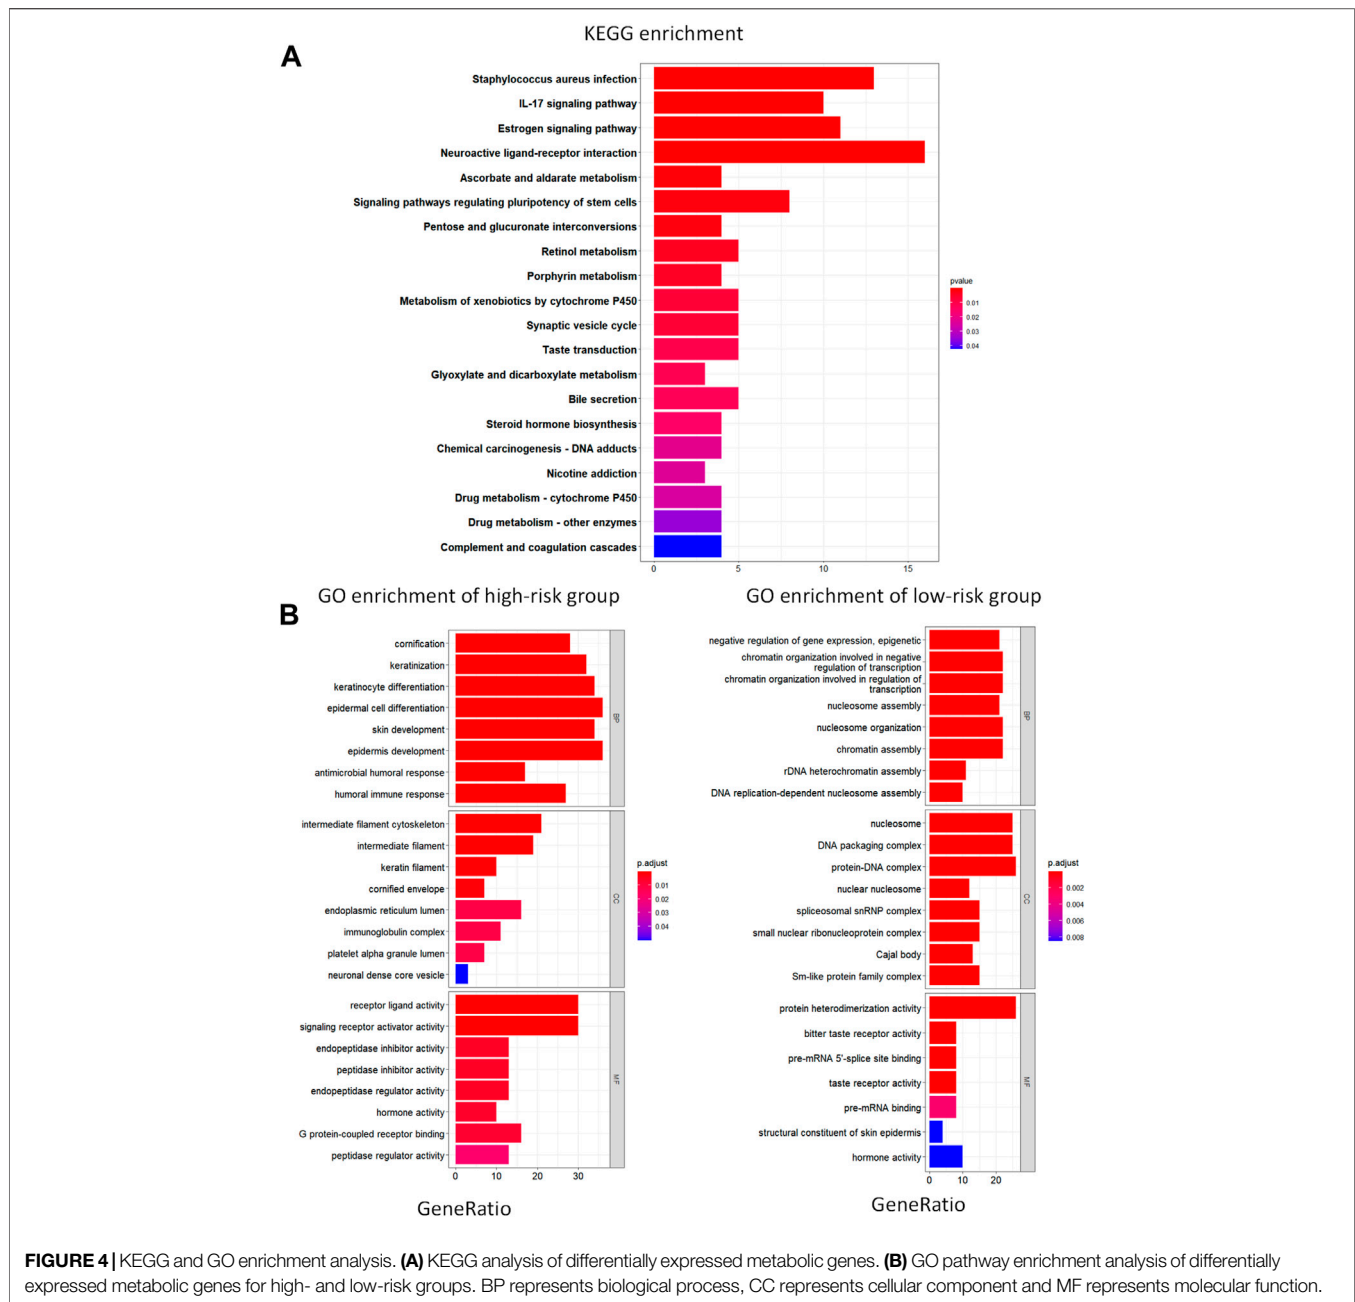 KEGG enrichment
A
Staphylococcus aureus infection
IL-17 signaling pathway
Estrogen signaling pathway
Neuroactive ligand-receptor interaction
Ascorbate and aldarate metabolism
Signaling pathways regulating pluripotency of stem cells
Pentose and glucuronate interconversions
Retinol metabolism
Porphyrin metabolism
Metabolism of xenobiotics by cytochrome P450
Synaptic vesicle cycle
Taste transduction
Glyoxylate and dicarboxylate metabolism
Bile secretion
Steroid hormone biosynthesis
Chemical carcinogenesis - DNA adducts
Nicotine addiction
Drug metabolism - cytochrome P450
Drug metabolism - other enzymes
Complement and coagulation cascades
0 5 10 15
pvalue
0.01
0.02
0.03
0.04
B
GO enrichment of high-risk group
cornification
keratinization
keratinocyte differentiation
epidermal cell differentiation
skin development
epidermis development
antimicrobial humoral response
humoral immune response
BP
intermediate filament cytoskeleton
intermediate filament
keratin filament
cornified envelope
endoplasmic reticulum lumen
immunoglobulin complex
platelet alpha granule lumen
neuronal dense core vesicle
CC
receptor ligand activity
signaling receptor activator activity
endopeptidase inhibitor activity
peptidase inhibitor activity
endopeptidase regulator activity
hormone activity
G protein-coupled receptor binding
peptidase regulator activity
MF
0 10 20 30
GeneRatio
p.adjust
0.01
0.02
0.03
0.04
GO enrichment of low-risk group
negative regulation of gene expression, epigenetic
chromatin organization involved in negative
regulation of transcription
chromatin organization involved in regulation of
transcription
nucleosome assembly
nucleosome organization
chromatin assembly
rDNA heterochromatin assembly
DNA replication-dependent nucleosome assembly
BP
nucleosome
DNA packaging complex
protein-DNA complex
nuclear nucleosome
spliceosomal snRNP complex
small nuclear ribonucleoprotein complex
Cajal body
Sm-like protein family complex
CC
protein heterodimerization activity
bitter taste receptor activity
pre-mRNA 5'-splice site binding
taste receptor activity
pre-mRNA binding
structural constituent of skin epidermis
hormone activity
MF
0 10 20
GeneRatio
p.adjust
0.002
0.004
0.006
0.008
FIGURE 4 | KEGG and GO enrichment analysis. (A) KEGG analysis of differentially expressed metabolic genes. (B) GO pathway enrichment analysis of differentially
expressed metabolic genes for high- and low-risk groups. BP represents biological process, CC represents cellular component and MF represents molecular function.